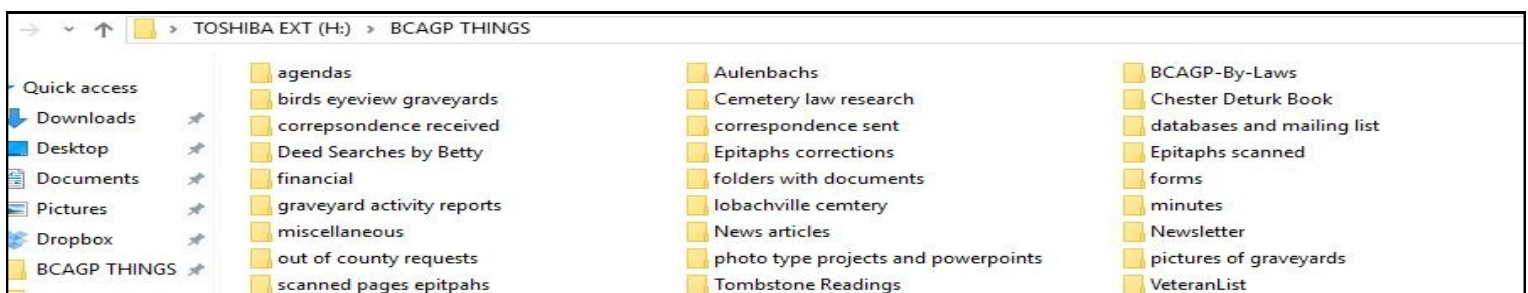 TOSHIBA EXT (H:) > BCAGP THINGS
Quick access
Downloads
Desktop
Documents
Pictures
Dropbox
BCAGP THINGS
agendas Aulenbachs BCAGP-By-Laws
birds eyeview graveyards Cemetery law research Chester Deturk Book
correpsondence received correspondence sent databases and mailing list
Deed Searches by Betty Epitaphs corrections Epitaphs scanned
financial folders with documents forms
graveyard activity reports lobachville cemtery minutes
miscellaneous News articles Newsletter
out of county requests photo type projects and powerpoints pictures of graveyards
scanned pages epitpahs Tombstone Readings VeteranList